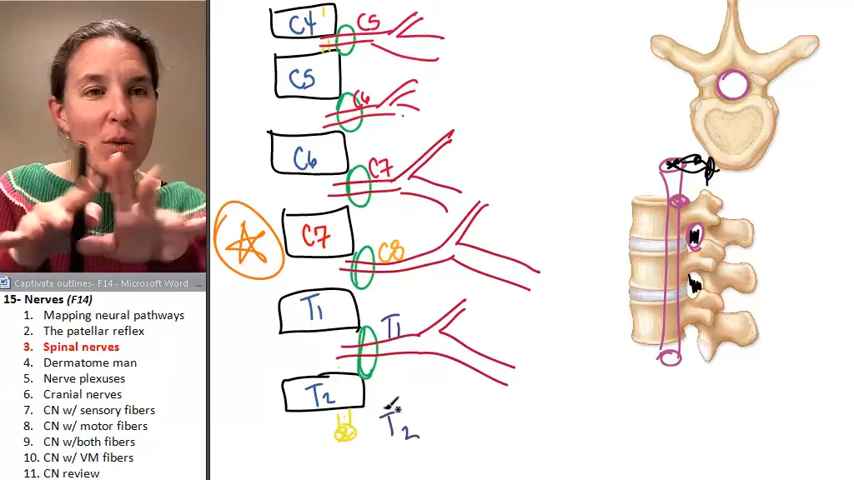 C4
C5
C5
C6
C6
C7
C7
C8
T1
T1
T2
T2
Captivate outlines- F14 - Microsoft Word
15- Nerves (F14)
1. Mapping neural pathways
2. The patellar reflex
3. Spinal nerves
4. Dermatome man
5. Nerve plexuses
6. Cranial nerves
7. CN w/ sensory fibers
8. CN w/ motor fibers
9. CN w/both fibers
10. CN w/ VM fibers
11. CN review